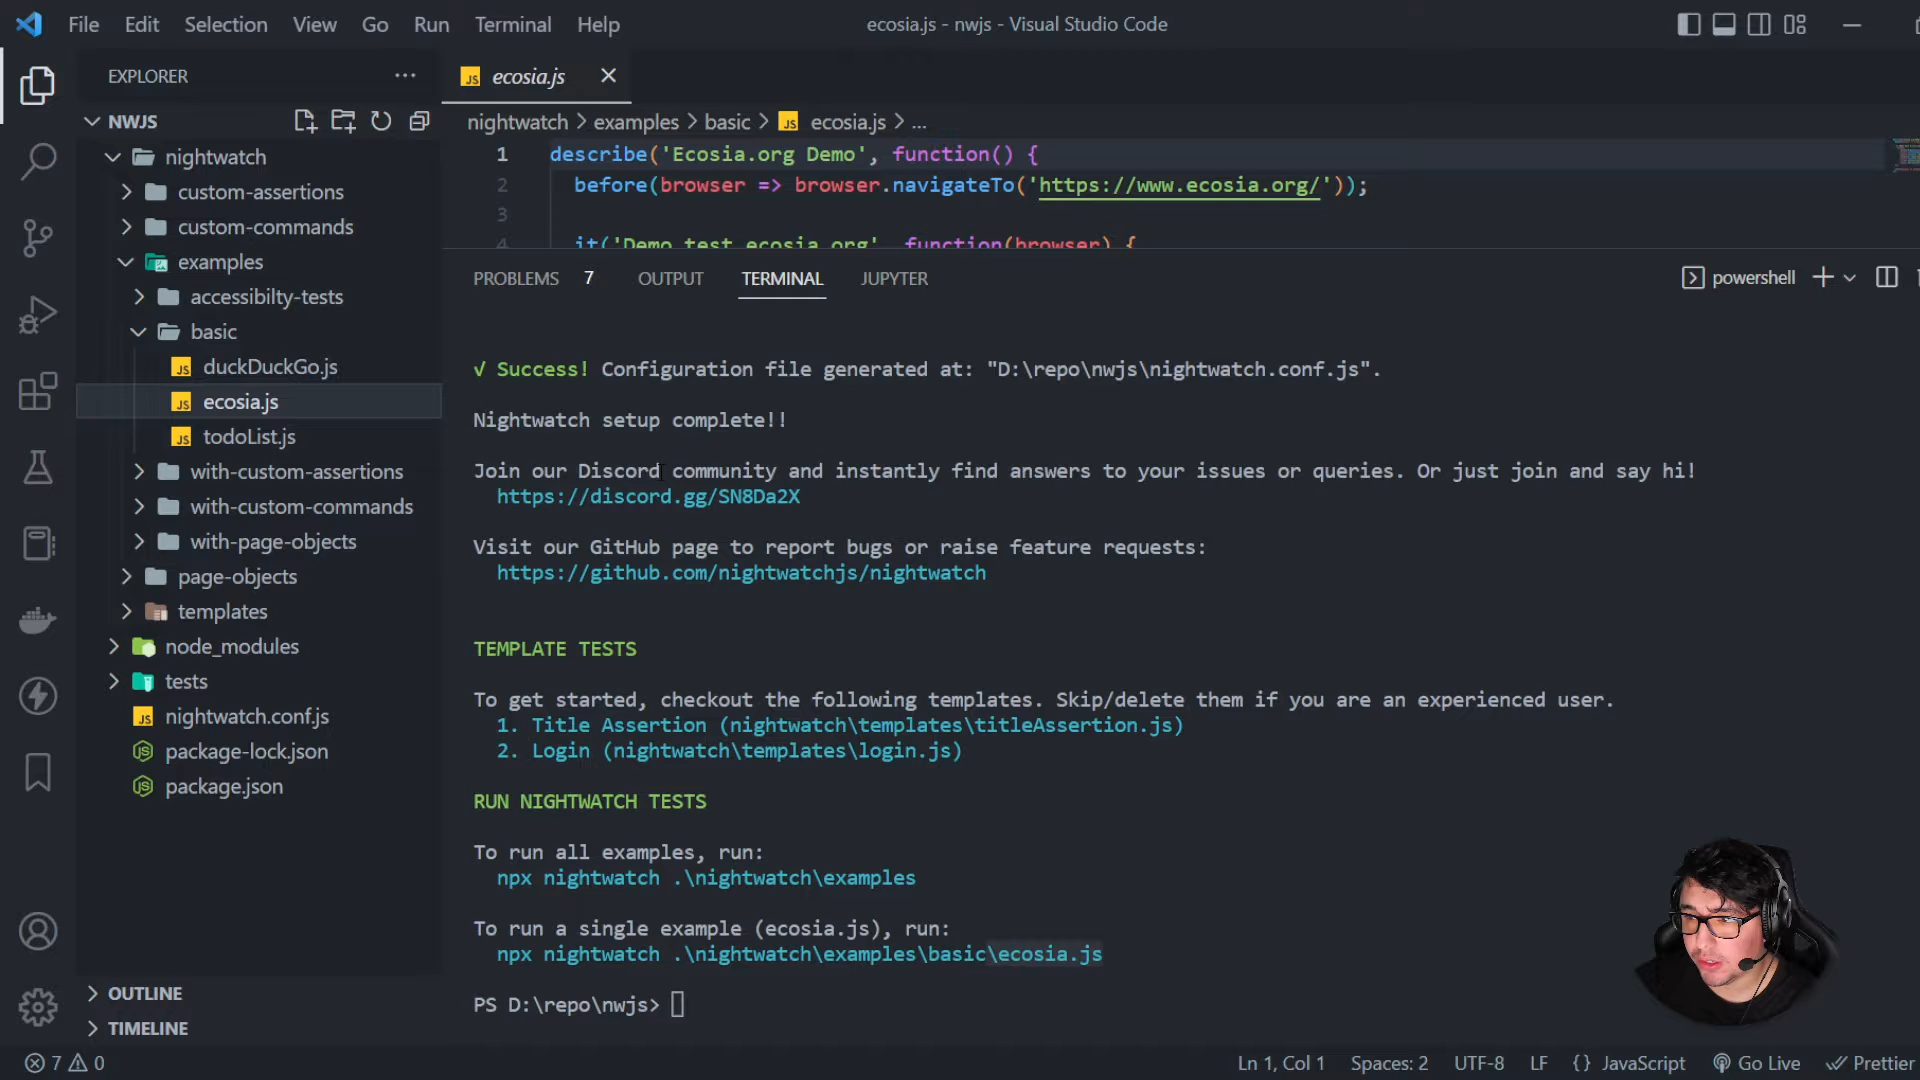 File Edit Selection View Go Run Terminal Help
ecosia.js - nwjs - Visual Studio Code
EXPLORER
NWJS
nightwatch
custom-assertions
custom-commands
examples
accessibilty-tests
basic
duckDuckGo.js
ecosia.js
todoList.js
with-custom-assertions
with-custom-commands
with-page-objects
page-objects
templates
node_modules
tests
nightwatch.conf.js
package-lock.json
package.json
OUTLINE
TIMELINE
ecosia.js
nightwatch > examples > basic > ecosia.js > ...
1 describe('Ecosia.org Demo', function() {
2 before(browser => browser.navigateTo('https://www.ecosia.org/'));
3
4 it('Demo test ecosia.org', function(browser) {
PROBLEMS 7 OUTPUT TERMINAL JUPYTER
powershell
√ Success! Configuration file generated at: "D:\repo\nwjs\nightwatch.conf.js".
Nightwatch setup complete!!
Join our Discord community and instantly find answers to your issues or queries. Or just join and say hi!
https://discord.gg/SN8Da2X
Visit our GitHub page to report bugs or raise feature requests:
https://github.com/nightwatchjs/nightwatch
TEMPLATE TESTS
To get started, checkout the following templates. Skip/delete them if you are an experienced user.
1. Title Assertion (nightwatch\templates\titleAssertion.js)
2. Login (nightwatch\templates\login.js)
RUN NIGHTWATCH TESTS
To run all examples, run:
npx nightwatch .\nightwatch\examples
To run a single example (ecosia.js), run:
npx nightwatch .\nightwatch\examples\basic\ecosia.js
PS D:\repo\nwjs>
7 0
Ln 1, Col 1 Spaces: 2 UTF-8 LF {} JavaScript Go Live Prettier